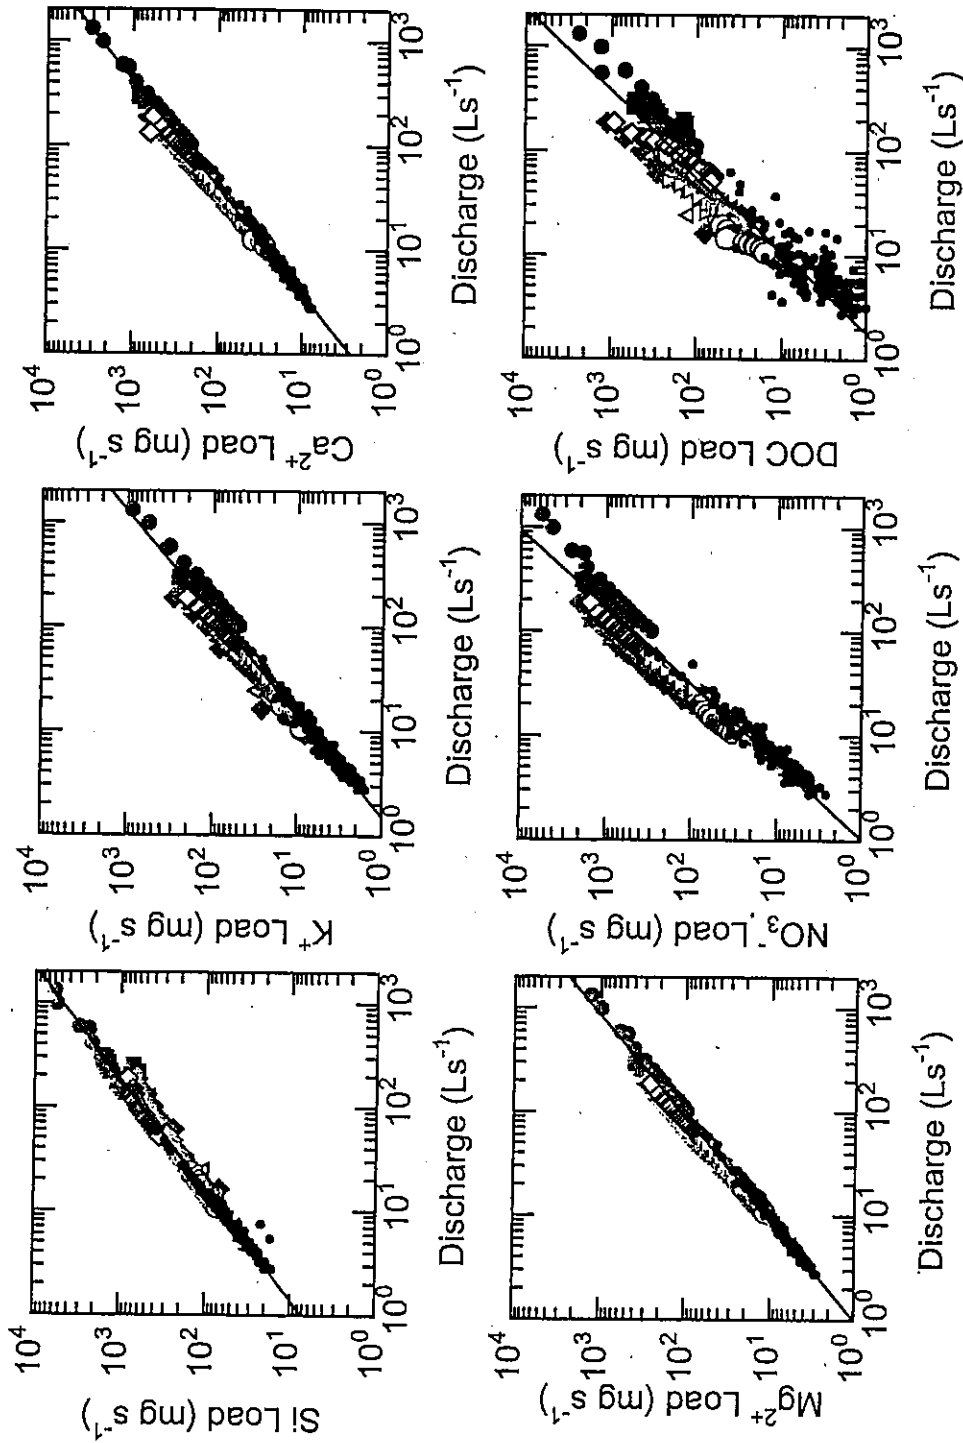 Si Load (mg s⁻¹)
10⁴
10³
10²
10¹
10⁰
10⁰ 10¹ 10² 10³
Discharge (Ls⁻¹)
K⁺ Load (mg s⁻¹)
10⁴
10³
10²
10¹
10⁰
10⁰ 10¹ 10² 10³
Discharge (Ls⁻¹)
Ca²⁺ Load (mg s⁻¹)
10⁴
10³
10²
10¹
10⁰
10⁰ 10¹ 10² 10³
Discharge (Ls⁻¹)
Mg²⁺ Load (mg s⁻¹)
10⁴
10³
10²
10¹
10⁰
10⁰ 10¹ 10² 10³
Discharge (Ls⁻¹)
NO₃⁻ Load (mg s⁻¹)
10⁴
10³
10²
10¹
10⁰
10⁰ 10¹ 10² 10³
Discharge (Ls⁻¹)
DOC Load (mg s⁻¹)
10⁴
10³
10²
10¹
10⁰
10⁰ 10¹ 10² 10³
Discharge (Ls⁻¹)